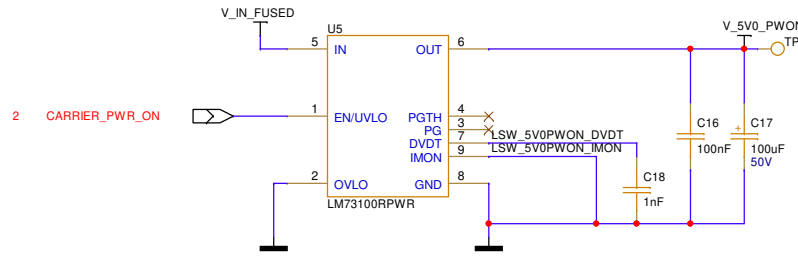 V_IN_FUSED
U5
V_5V0_PWON
TP
5 IN OUT 6
2 CARRIER_PWR_ON
1 EN/UVLO PGTH 4
PG 3
DVDT 7 LSW_5V0PWON_DVDT
IMON 9 LSW_5V0PWON_IMON
2 OVLO GND 8
LM73100RPWR
C16
100nF
C17
+
100uF
50V
C18
1nF